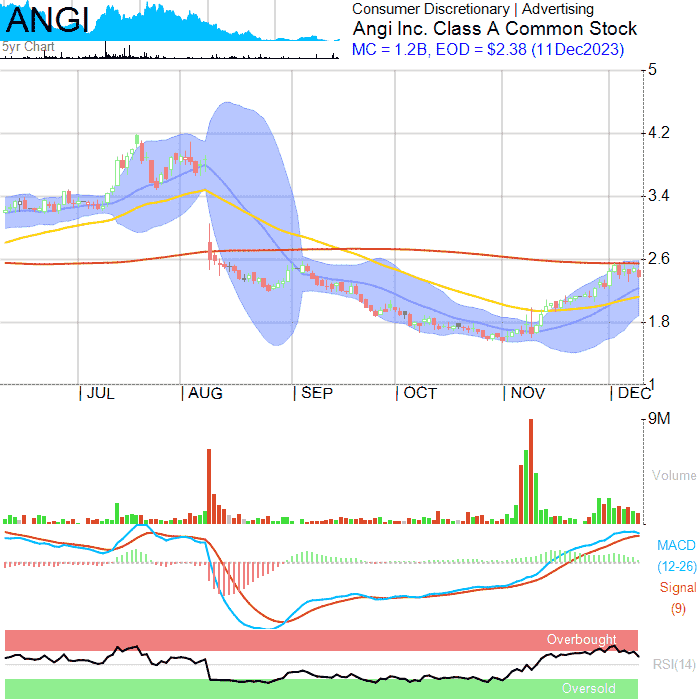 ANGI
5yr Chart
Consumer Discretionary | Advertising
Angi Inc. Class A Common Stock
MC = 1.2B, EOD = $2.38 (11Dec2023)
5
4.2
3.4
2.6
1.8
1
JUL AUG SEP OCT NOV DEC
9M
Volume
MACD
(12-26)
Signal
(9)
Overbought
RSI(14)
Oversold